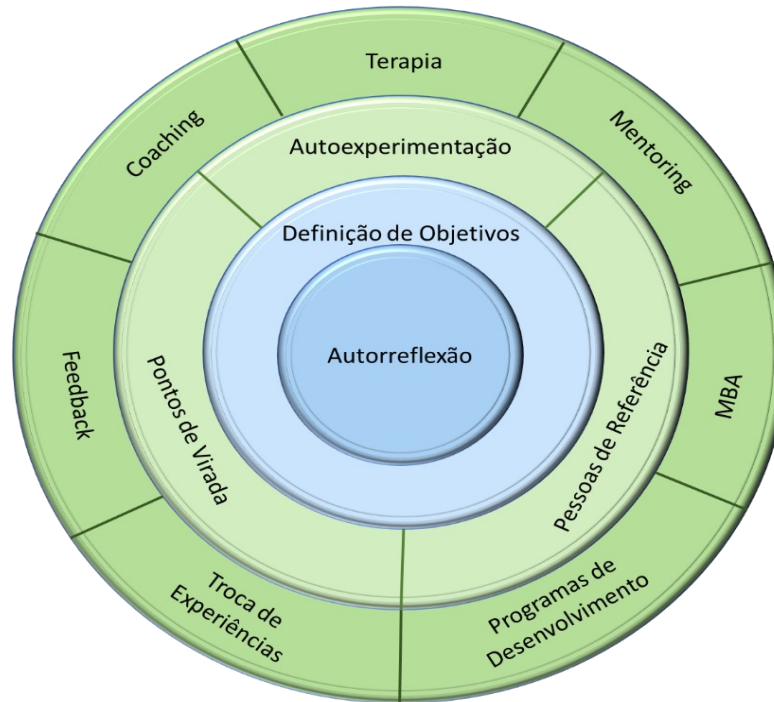 Terapia
Mentoring
MBA
Programas de
Desenvolvimento
Troca de
Experiências
Feedback
Coaching
Autoexperimentação
Pessoas de Referência
Pontos de Virada
Definição de Objetivos
Autorreflexão